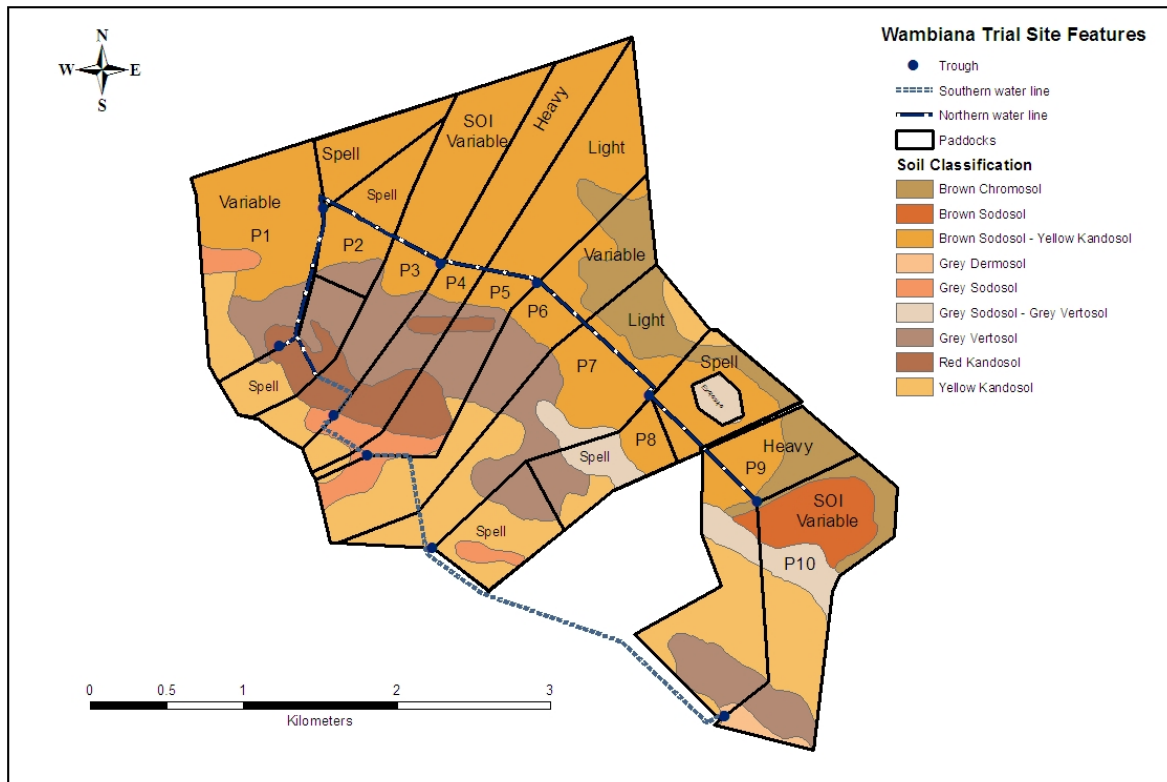 Wambiana Trial Site Features
Trough
Southern water line
Northern water line
Paddocks
Soil Classification
Brown Chromosol
Brown Sodosol
Brown Sodosol - Yellow Kandosol
Grey Dermosol
Grey Sodosol
Grey Sodosol - Grey Vertosol
Grey Vertosol
Red Kandosol
Yellow Kandosol
N
W E
S
SOI
Variable
Heavy
Light
Spell
Spell
Variable
P1
P2
P3
P4
P5
P6
Variable
Light
P7
Spell
P8
Spell
Spell
Spell
P9
Heavy
SOI
Variable
P10
0 0.5 1 2 3
Kilometers